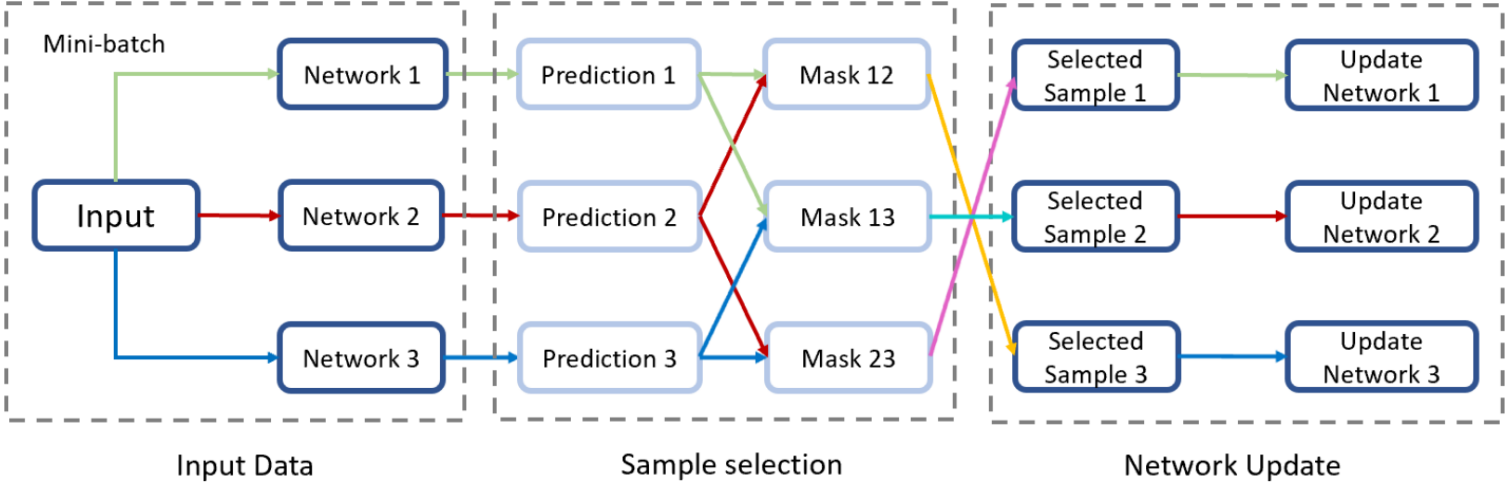 Mini-batch
Input
Network 1
Network 2
Network 3
Input Data
Prediction 1
Prediction 2
Prediction 3
Mask 12
Mask 13
Mask 23
Sample selection
Selected
Sample 1
Selected
Sample 2
Selected
Sample 3
Update
Network 1
Update
Network 2
Update
Network 3
Network Update